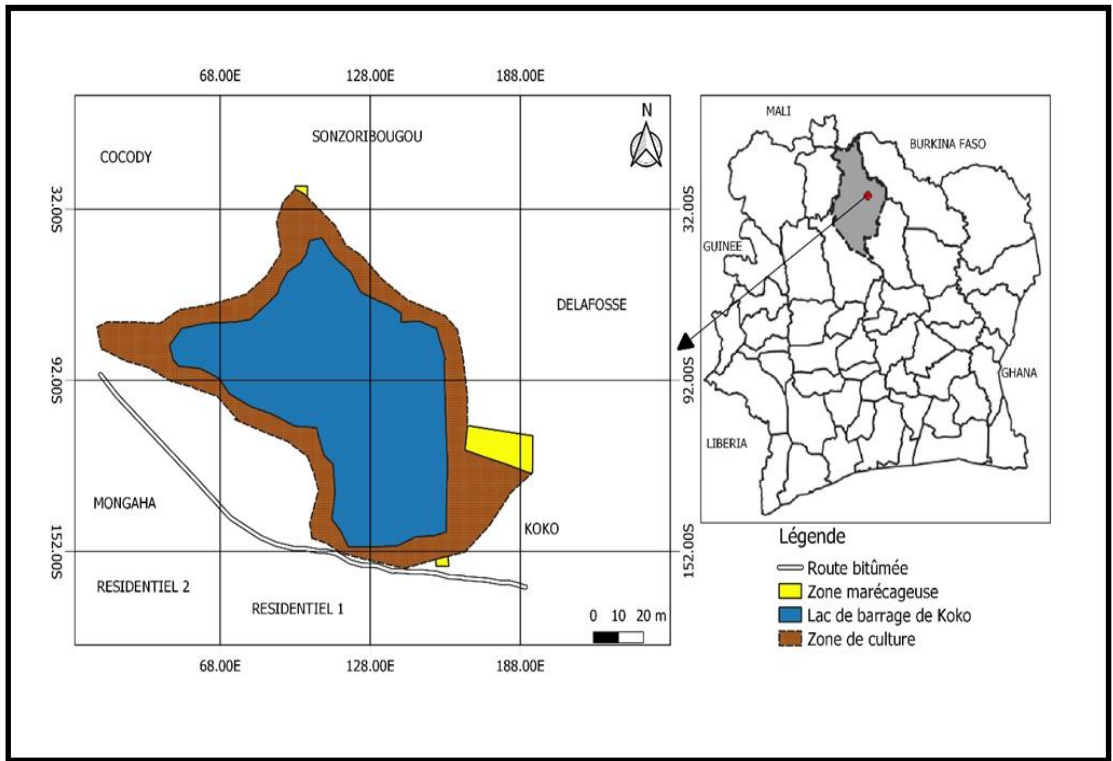 68.00E 128.00E 188.00E
N
SONZORIBOUGOU
COCODY
32.00S
32.00S
DELAFOSSE
92.00S
92.00S
MONGAHA
KOKO
152.00S
152.00S
RESIDENTIEL 2
RESIDENTIEL 1
0 10 20 m
68.00E 128.00E 188.00E
MALI
BURKINA FASO
GUINEE
GHANA
LIBERIA
Légende
Route bitûmée
Zone marécageuse
Lac de barrage de Koko
Zone de culture